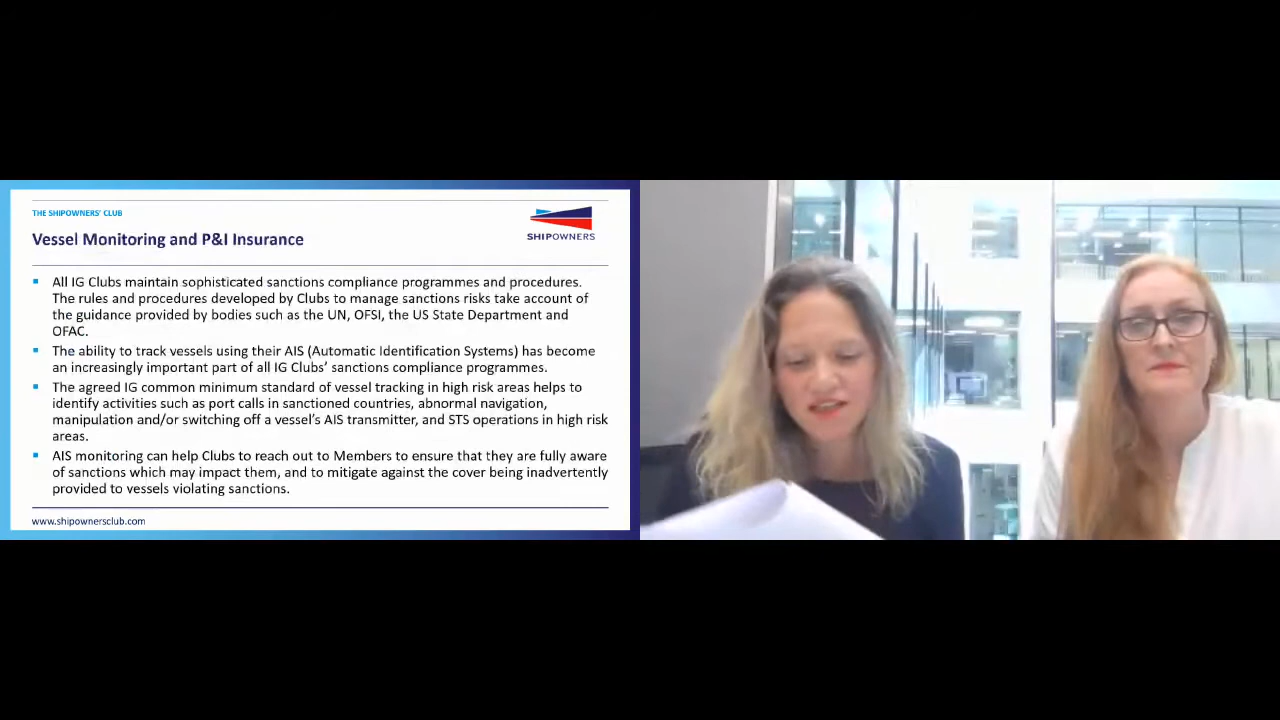 THE SHIPOWNERS' CLUB
SHIPOWNERS
Vessel Monitoring and P&I Insurance
All IG Clubs maintain sophisticated sanctions compliance programmes and procedures.
The rules and procedures developed by Clubs to manage sanctions risks take account of
the guidance provided by bodies such as the UN, OFSI, the US State Department and
OFAC.
The ability to track vessels using their AIS (Automatic Identification Systems) has become
an increasingly important part of all IG Clubs' sanctions compliance programmes.
The agreed IG common minimum standard of vessel tracking in high risk areas helps to
identify activities such as port calls in sanctioned countries, abnormal navigation,
manipulation and/or switching off a vessel's AIS transmitter, and STS operations in high risk
areas.
AIS monitoring can help Clubs to reach out to Members to ensure that they are fully aware
of sanctions which may impact them, and to mitigate against the cover being inadvertently
provided to vessels violating sanctions.
www.shipownersclub.com